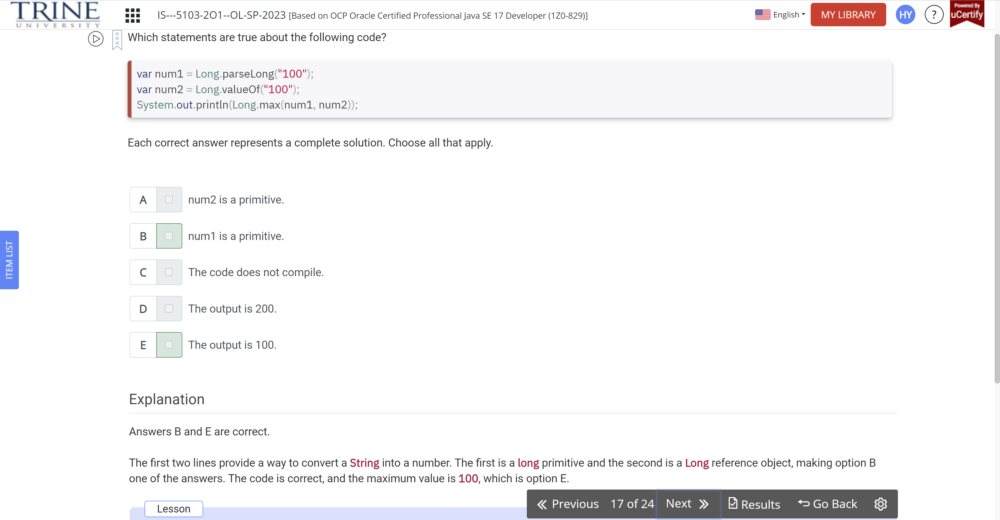 TRINE
UNIVERSITY
IS---5103-2O1--OL-SP-2023 [Based on OCP Oracle Certified Professional Java SE 17 Developer (1Z0-829)]
English
MY LIBRARY
HY
?
Powered By
uCertify
Which statements are true about the following code?
var num1 = Long.parseLong("100");
var num2 = Long.valueOf("100");
System.out.println(Long.max(num1, num2));
Each correct answer represents a complete solution. Choose all that apply.
A num2 is a primitive.
B num1 is a primitive.
C The code does not compile.
D The output is 200.
E The output is 100.
ITEM LIST
Explanation
Answers B and E are correct.
The first two lines provide a way to convert a String into a number. The first is a long primitive and the second is a Long reference object, making option B
one of the answers. The code is correct, and the maximum value is 100, which is option E.
Lesson
Previous 17 of 24 Next Results Go Back